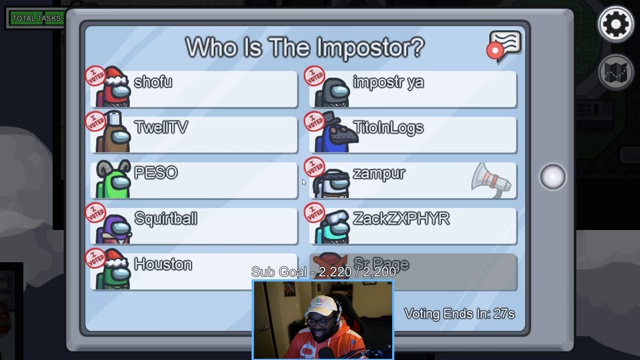 TOTAL TASKS
Who Is The Impostor?
I VOTED
shofu
I VOTED
impostr ya
I VOTED
TwellTV
I VOTED
TitoInLogs
PESO
I VOTED
zampur
I VOTED
Squirtball
I VOTED
ZackZXPHYR
I VOTED
Houston
Sr Page
Sub Goal - 2,220 / 2,200
Voting Ends In: 27s